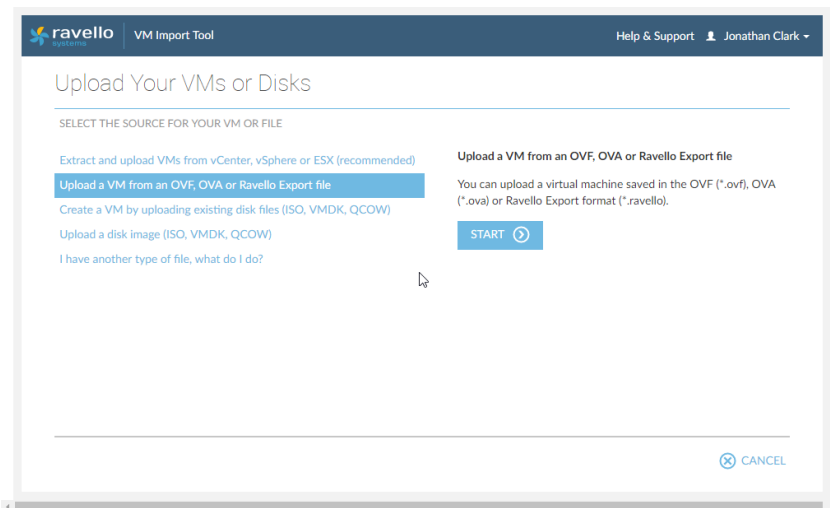 ravello
systems
VM Import Tool
Help & Support
Jonathan Clark
Upload Your VMs or Disks
SELECT THE SOURCE FOR YOUR VM OR FILE
Extract and upload VMs from vCenter, vSphere or ESX (recommended)
Upload a VM from an OVF, OVA or Ravello Export file
Create a VM by uploading existing disk files (ISO, VMDK, QCOW)
Upload a disk image (ISO, VMDK, QCOW)
I have another type of file, what do I do?
Upload a VM from an OVF, OVA or Ravello Export file
You can upload a virtual machine saved in the OVF (*.ovf), OVA
(*.ova) or Ravello Export format (*.ravello).
START
CANCEL